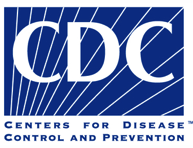 CDC
CENTERS FOR DISEASE™
CONTROL AND PREVENTION